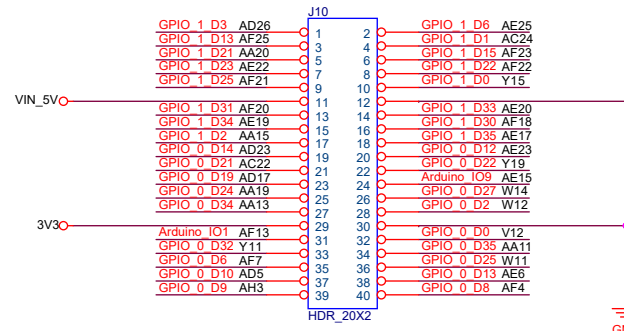 J10
GPIO_1_D3 AD26 1 2 GPIO_1_D6 AE25
GPIO_1_D13 AF25 3 4 GPIO_1_D1 AC24
GPIO_1_D21 AA20 5 6 GPIO_1_D15 AF23
GPIO_1_D23 AE22 7 8 GPIO_1_D22 AF22
GPIO_1_D25 AF21 9 10 GPIO_1_D0 Y15
VIN_5V 11 12
GPIO_1_D31 AF20 13 14 GPIO_1_D33 AE20
GPIO_1_D34 AE19 15 16 GPIO_1_D30 AF18
GPIO_1_D2 AA15 17 18 GPIO_1_D35 AE17
GPIO_0_D14 AD23 19 20 GPIO_0_D12 AE23
GPIO_0_D21 AC22 21 22 GPIO_0_D22 Y19
GPIO_0_D19 AD17 23 24 Arduino_IO9 AE15
GPIO_0_D24 AA19 25 26 GPIO_0_D27 W14
GPIO_0_D34 AA13 27 28 GPIO_0_D2 W12
3V3 29 30
Arduino_IO1 AF13 31 32 GPIO_0_D0 V12
GPIO_0_D32 Y11 33 34 GPIO_0_D35 AA11
GPIO_0_D6 AF7 35 36 GPIO_0_D25 W11
GPIO_0_D10 AD5 37 38 GPIO_0_D13 AE6
GPIO_0_D9 AH3 39 40 GPIO_0_D8 AF4
HDR_20X2